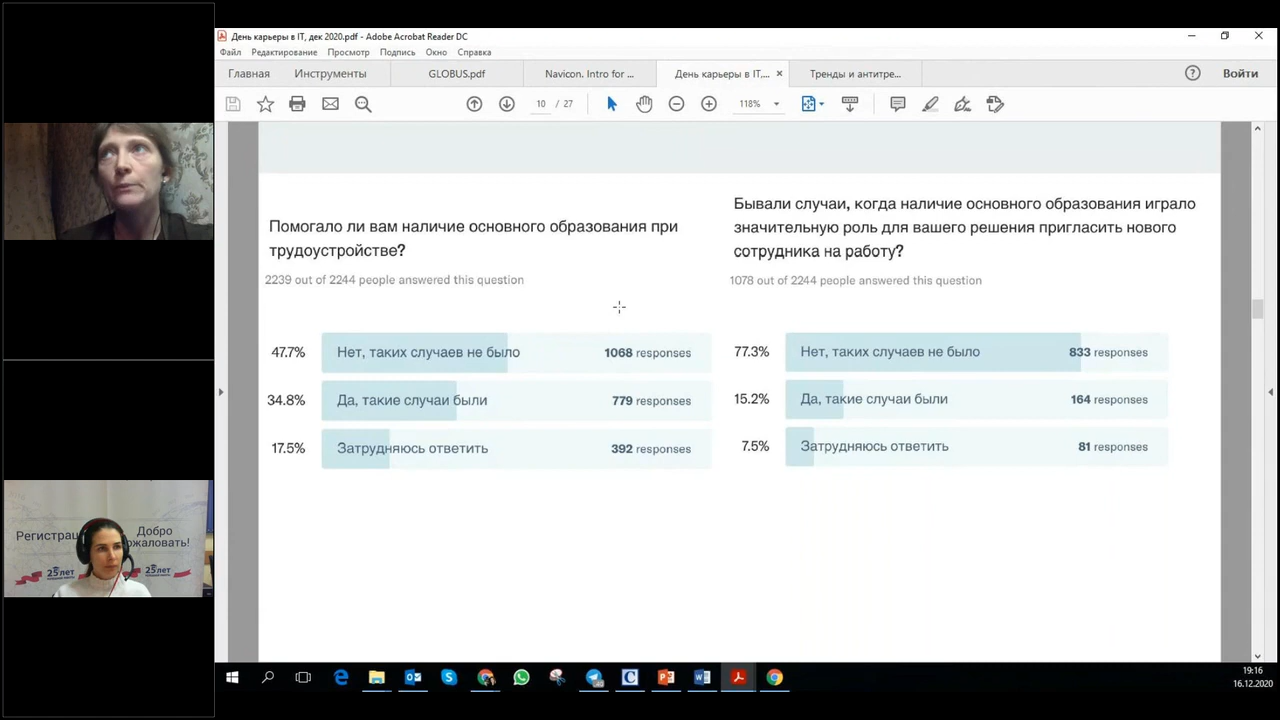 День карьеры в IT, дек 2020.pdf - Adobe Acrobat Reader DC
Файл Редактирование Просмотр Подпись Окно Справка
Главная Инструменты GLOBUS.pdf Navicon. Intro for ... День карьеры в IT,... × Тренды и антитре... ? Войти
10 / 27 118%
Помогало ли вам наличие основного образования при
трудоустройстве?
2239 out of 2244 people answered this question
47.7% Нет, таких случаев не было 1068 responses
34.8% Да, такие случаи были 779 responses
17.5% Затрудняюсь ответить 392 responses
Бывали случаи, когда наличие основного образования играло
значительную роль для вашего решения пригласить нового
сотрудника на работу?
1078 out of 2244 people answered this question
77.3% Нет, таких случаев не было 833 responses
15.2% Да, такие случаи были 164 responses
7.5% Затрудняюсь ответить 81 responses
Добро
25 лет
25 лет
19:16
16.12.2020